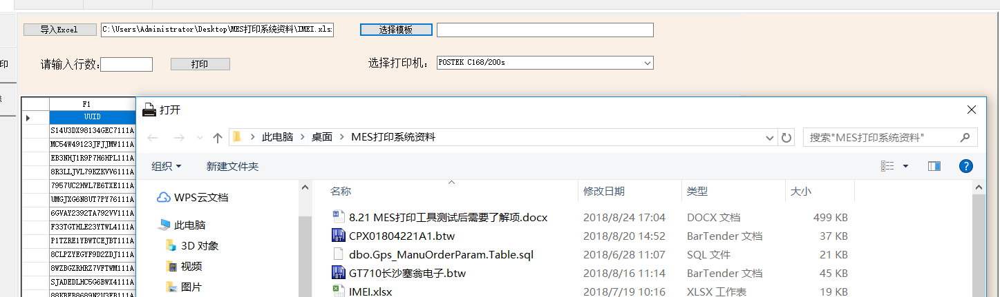 导入Excel C:\Users\Administrator\Desktop\MES打印系统资料\IMEI.xls 选择模板
印 请输入行数: 打印 选择打印机: POSTEK C168/200s
F1
UUID
打开
S14U3DX98134GEC7111A
此电脑 桌面 MES打印系统资料 搜索"MES打印系统资料"
MC54W49123JFJJMW111A
EB3NHJ1R9P7H6HPL111A
组织 新建文件夹
8R3LLJVL79KZKVV6111A
7957UC2HWL7E6TXE111A
名称 修改日期 类型 大小
WPS云文档
UMGJXG6N8UT7PY76111A
6GVAY2392TA792VV111A
8.21 MES打印工具测试后需要了解项.docx 2018/8/24 17:04 DOCX 文档 499 KB
此电脑
F33TGTHLE23YTWL4111A
CPX01804221A1.btw 2018/8/20 14:52 BarTender 文档 37 KB
3D 对象
P1TZRE1YBWTCEJBT111A
dbo.Gps_ManuOrderParam.Table.sql 2018/6/28 11:07 SQL 文件 21 KB
8CLPZYEGYF9D2ZDJ111A
视频
8WZBGZRHRZ7VFTWM111A
GT710长沙塞翁电子.btw 2018/8/16 11:14 BarTender 文档 45 KB
SJADEDLHC5G6BWX4111A
图片
IMEI.xlsx 2018/7/19 10:16 XLSX 工作表 19 KB